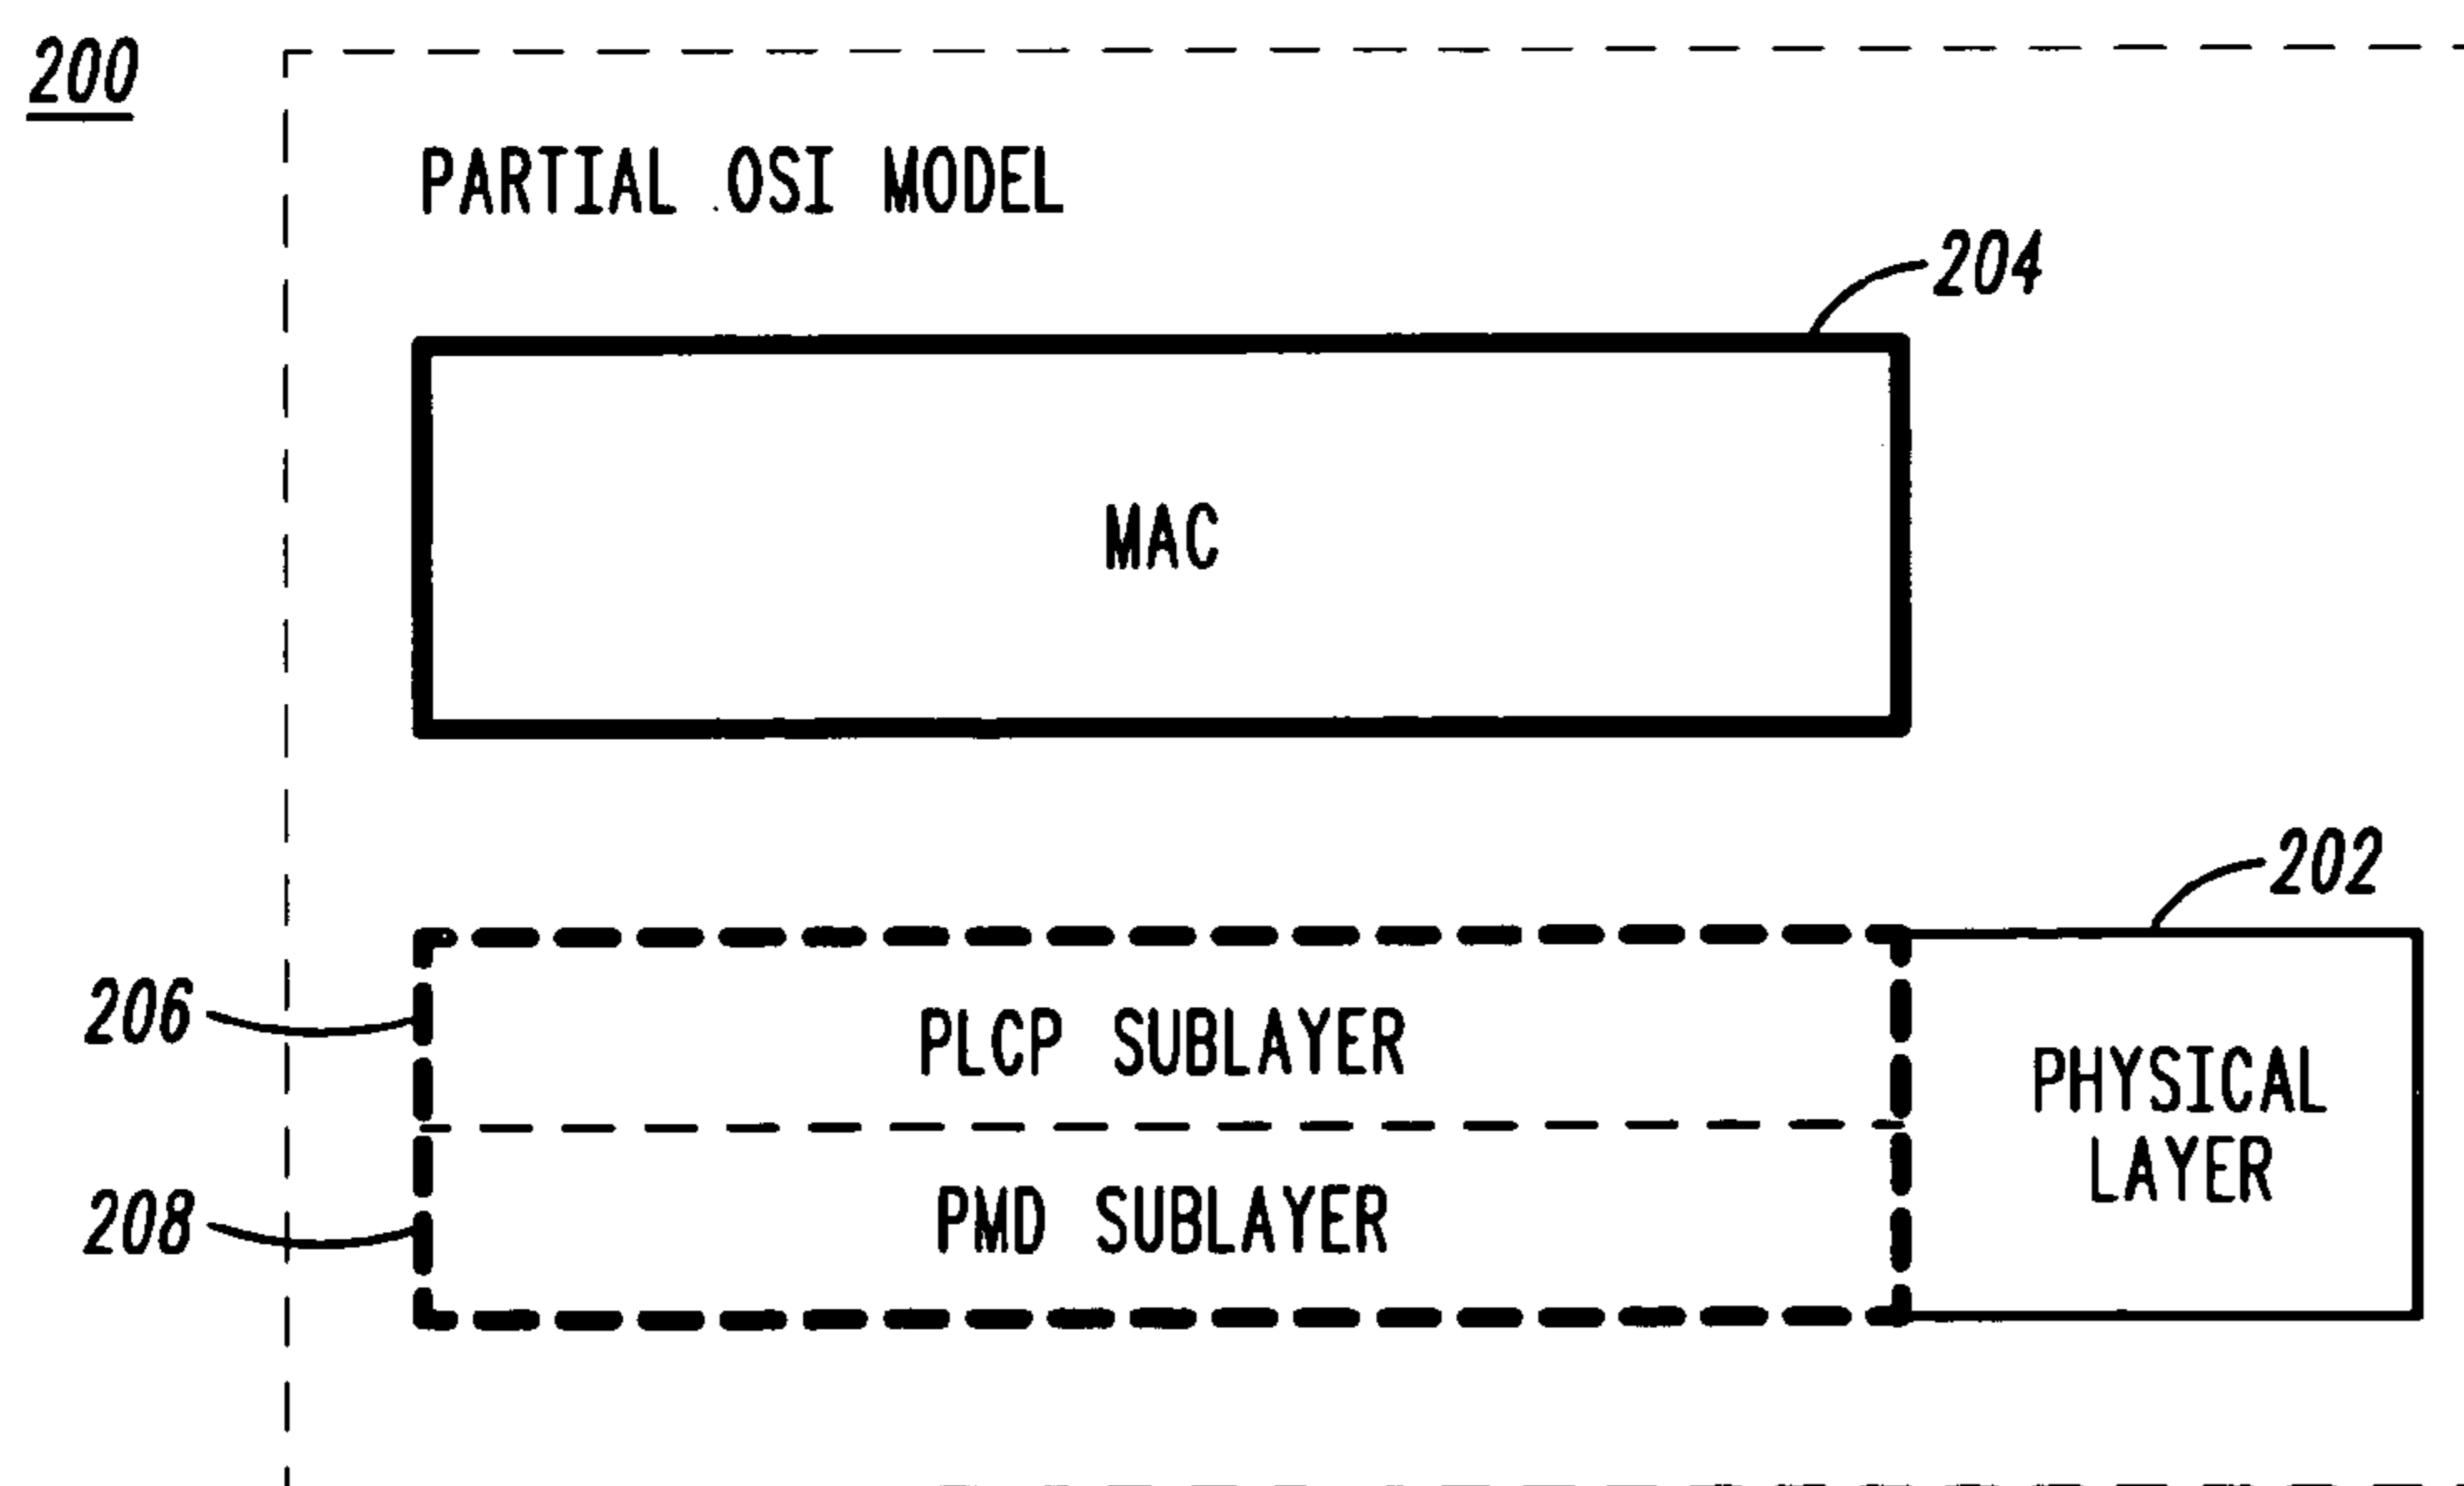 200
PARTIAL OSI MODEL
204
MAC
202
206
PLCP SUBLAYER
PHYSICAL
LAYER
208
PMD SUBLAYER